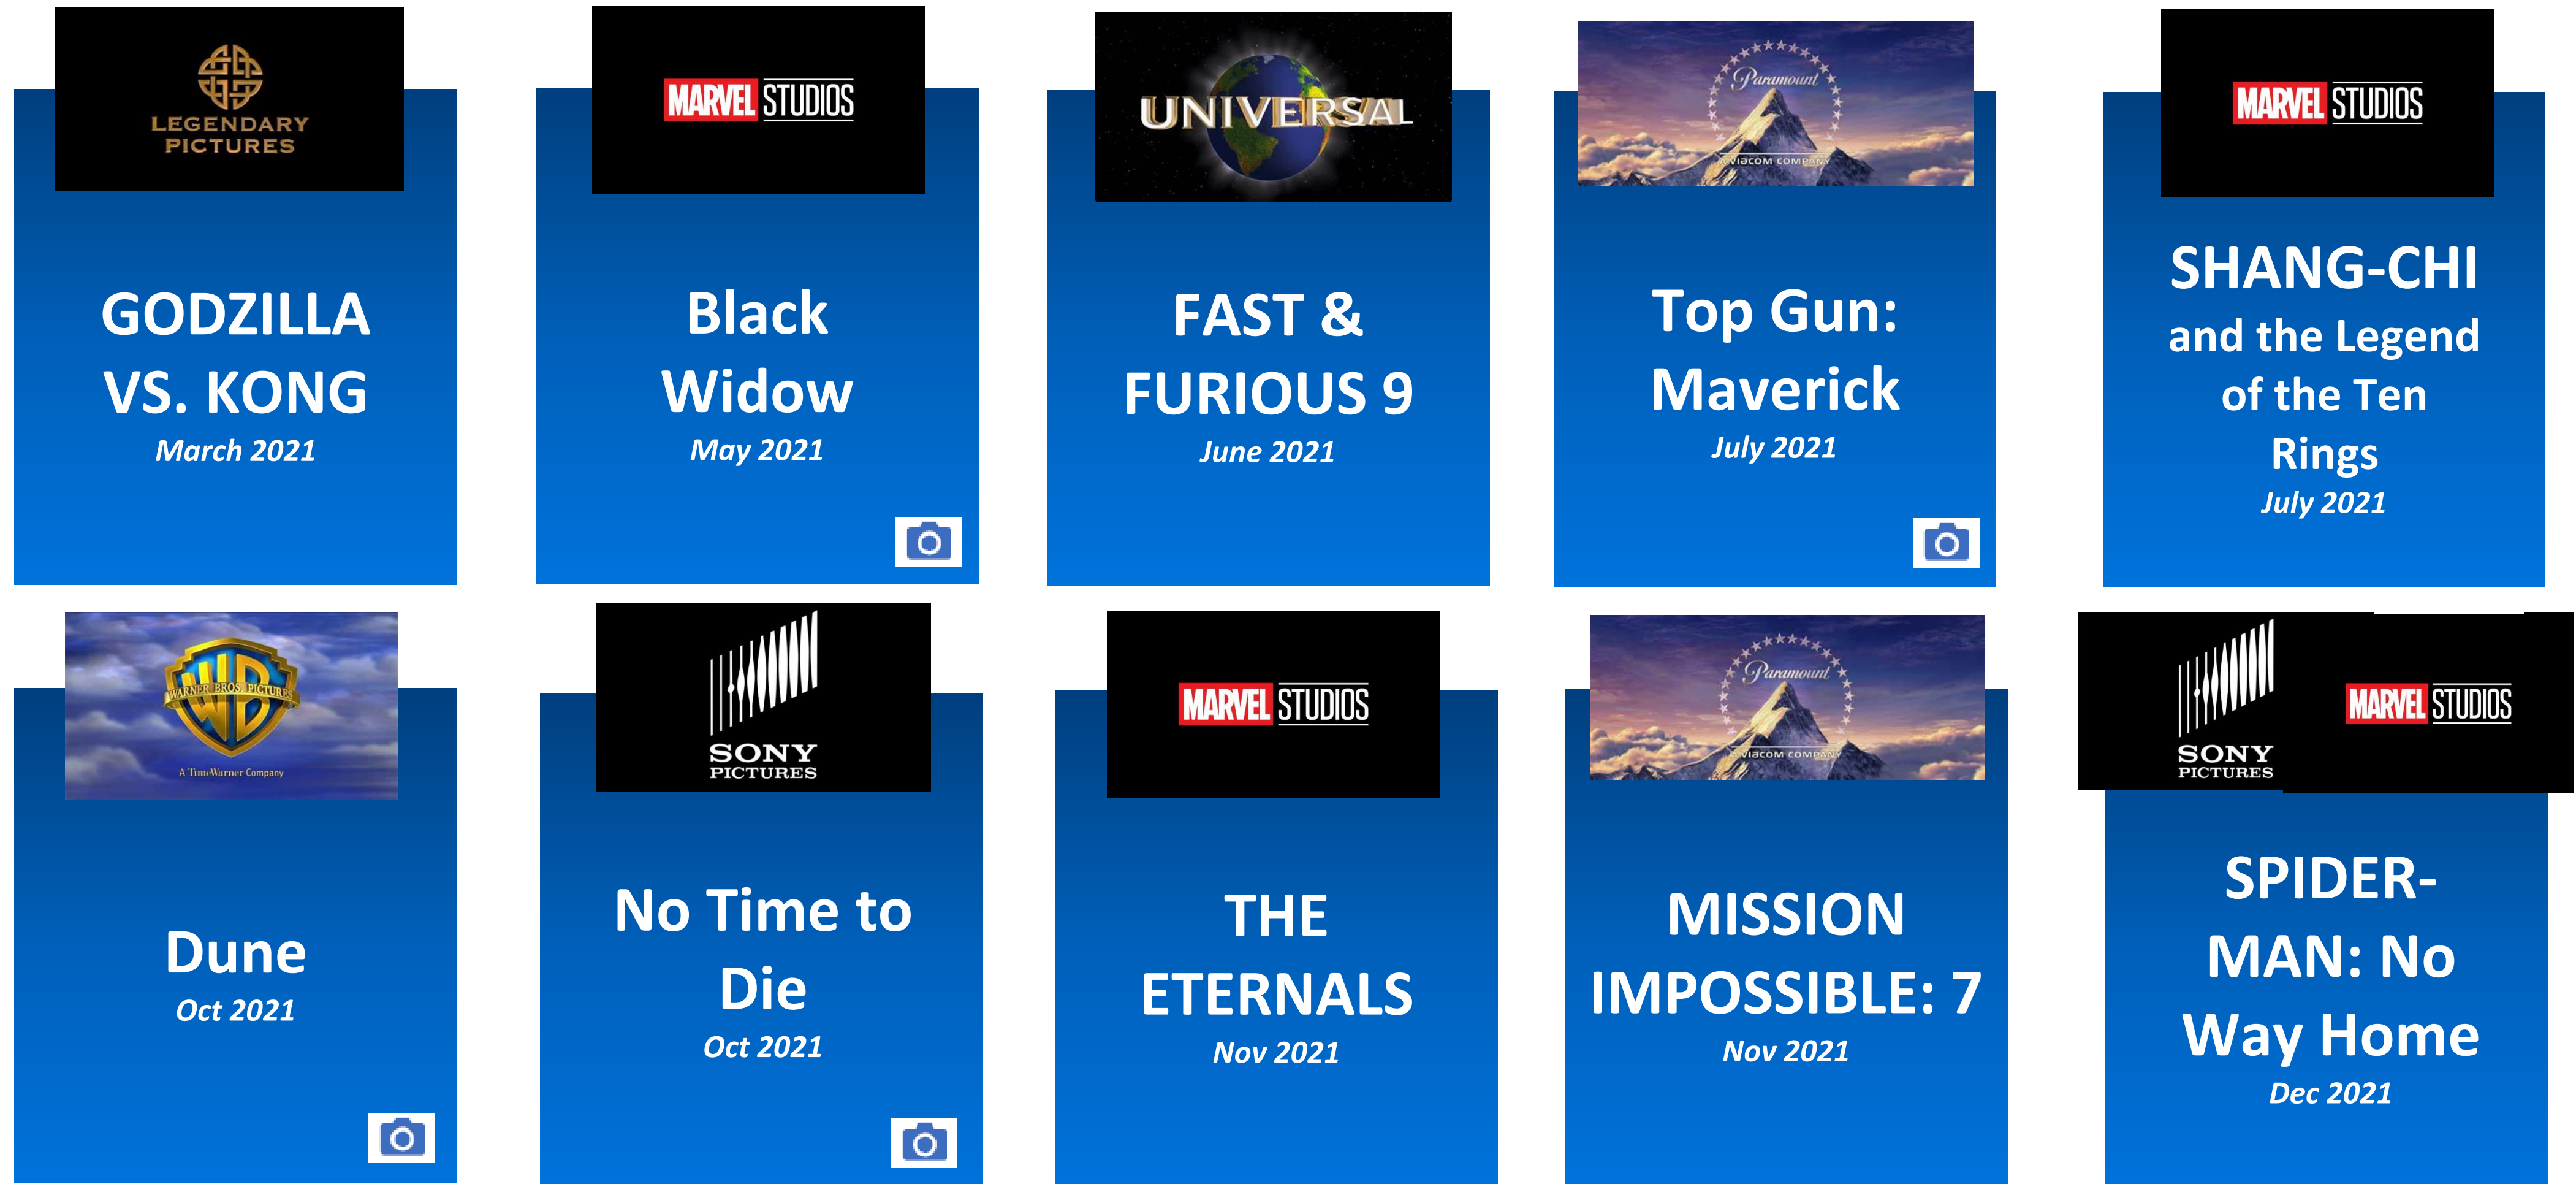 LEGENDARY
PICTURES
GODZILLA
VS. KONG
March 2021
MARVEL STUDIOS
Black
Widow
May 2021
UNIVERSAL
FAST &
FURIOUS 9
June 2021
Paramount
A VIACOM COMPANY
Top Gun:
Maverick
July 2021
MARVEL STUDIOS
SHANG-CHI
and the Legend
of the Ten
Rings
July 2021
WB
WARNER BROS. PICTURES
A TimeWarner Company
Dune
Oct 2021
SONY
PICTURES
No Time to
Die
Oct 2021
MARVEL STUDIOS
THE
ETERNALS
Nov 2021
Paramount
A VIACOM COMPANY
MISSION
IMPOSSIBLE: 7
Nov 2021
SONY
PICTURES
MARVEL STUDIOS
SPIDER-
MAN: No
Way Home
Dec 2021